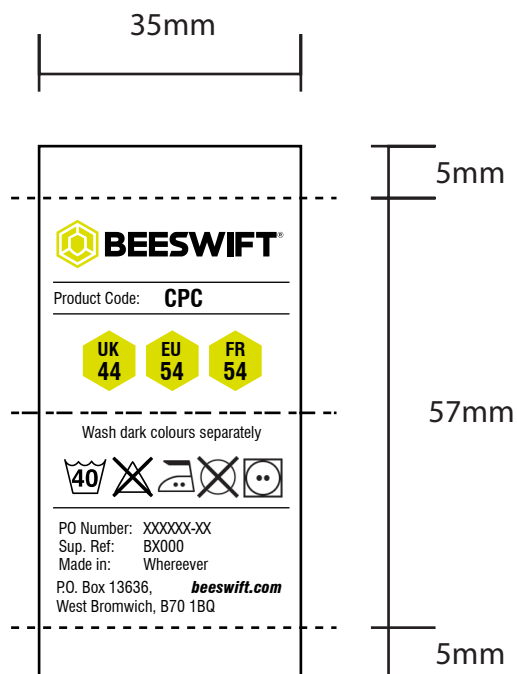 35mm
5mm
BEESWIFT®
Product Code: CPC
UK EU FR
44 54 54
57mm
Wash dark colours separately
40
PO Number: XXXXXX-XX
Sup. Ref: BX000
Made in: Whereever
P.O. Box 13636, beeswift.com
West Bromwich, B70 1BQ
5mm